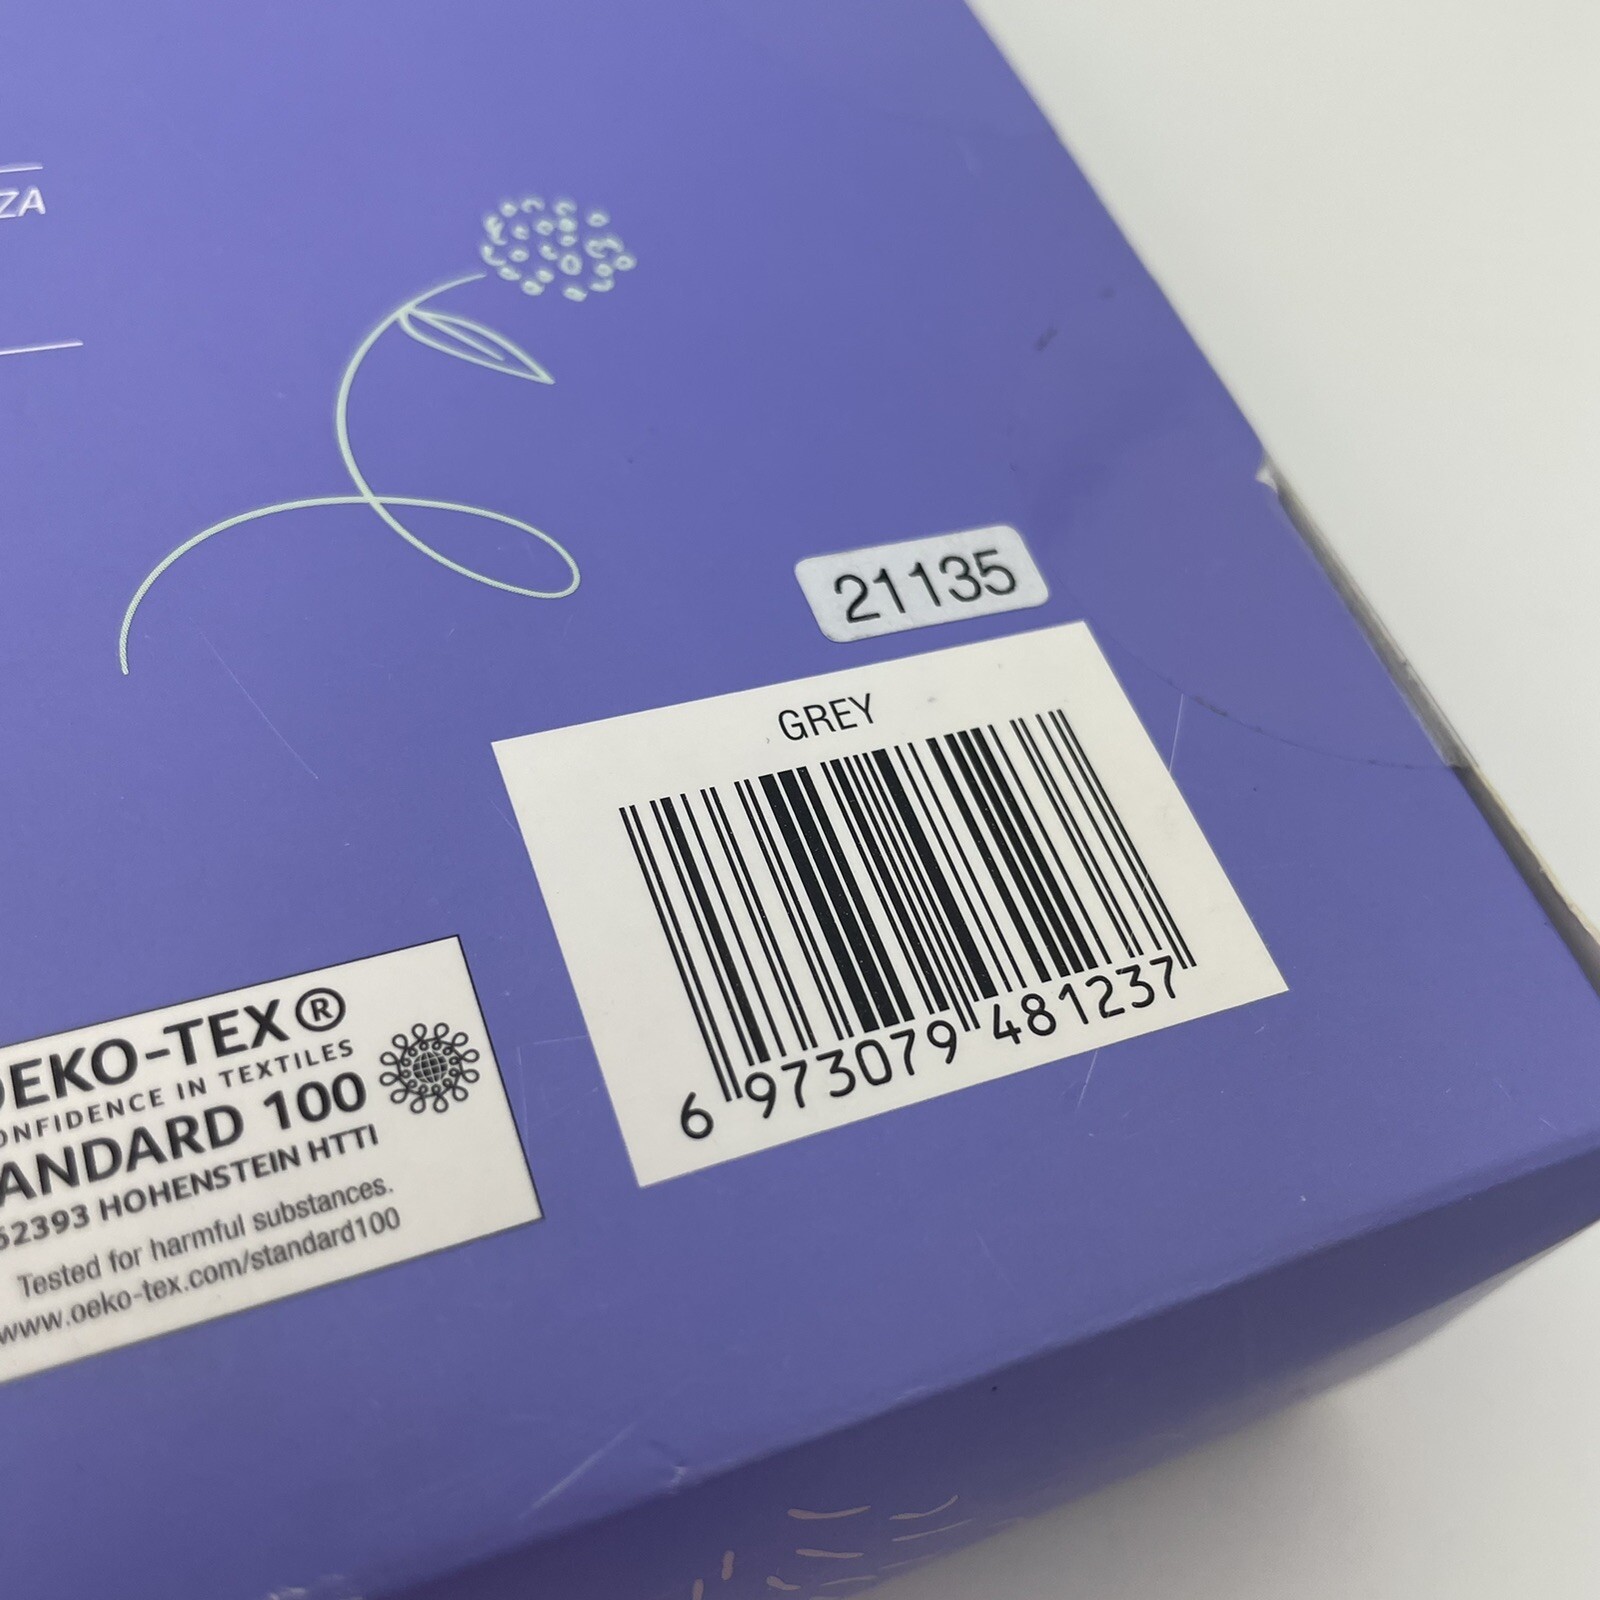 ZA
21135
GREY
6 973079 481237
OEKO-TEX®
CONFIDENCE IN TEXTILES
STANDARD 100
62393 HOHENSTEIN HTTI
Tested for harmful substances.
www.oeko-tex.com/standard100